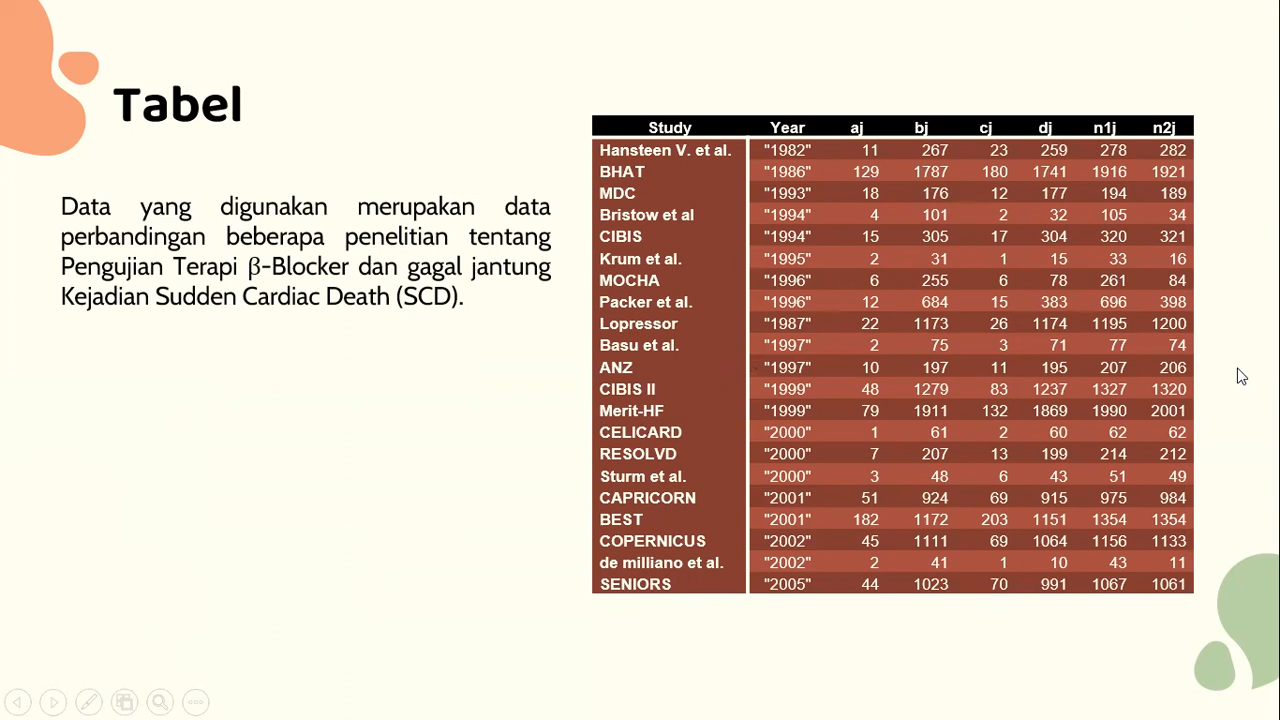 Tabel
Data yang digunakan merupakan data
perbandingan beberapa penelitian tentang
Pengujian Terapi β-Blocker dan gagal jantung
Kejadian Sudden Cardiac Death (SCD).
Study Year aj bj cj dj n1j n2j
Hansteen V. et al. "1982" 11 267 23 259 278 282
BHAT "1986" 129 1787 180 1741 1916 1921
MDC "1993" 18 176 12 177 194 189
Bristow et al "1994" 4 101 2 32 105 34
CIBIS "1994" 15 305 17 304 320 321
Krum et al. "1995" 2 31 1 15 33 16
MOCHA "1996" 6 255 6 78 261 84
Packer et al. "1996" 12 684 15 383 696 398
Lopressor "1987" 22 1173 26 1174 1195 1200
Basu et al. "1997" 2 75 3 71 77 74
ANZ "1997" 10 197 11 195 207 206
CIBIS II "1999" 48 1279 83 1237 1327 1320
Merit-HF "1999" 79 1911 132 1869 1990 2001
CELICARD "2000" 1 61 2 60 62 62
RESOLVD "2000" 7 207 13 199 214 212
Sturm et al. "2000" 3 48 6 43 51 49
CAPRICORN "2001" 51 924 69 915 975 984
BEST "2001" 182 1172 203 1151 1354 1354
COPERNICUS "2002" 45 1111 69 1064 1156 1133
de milliano et al. "2002" 2 41 1 10 43 11
SENIORS "2005" 44 1023 70 991 1067 1061